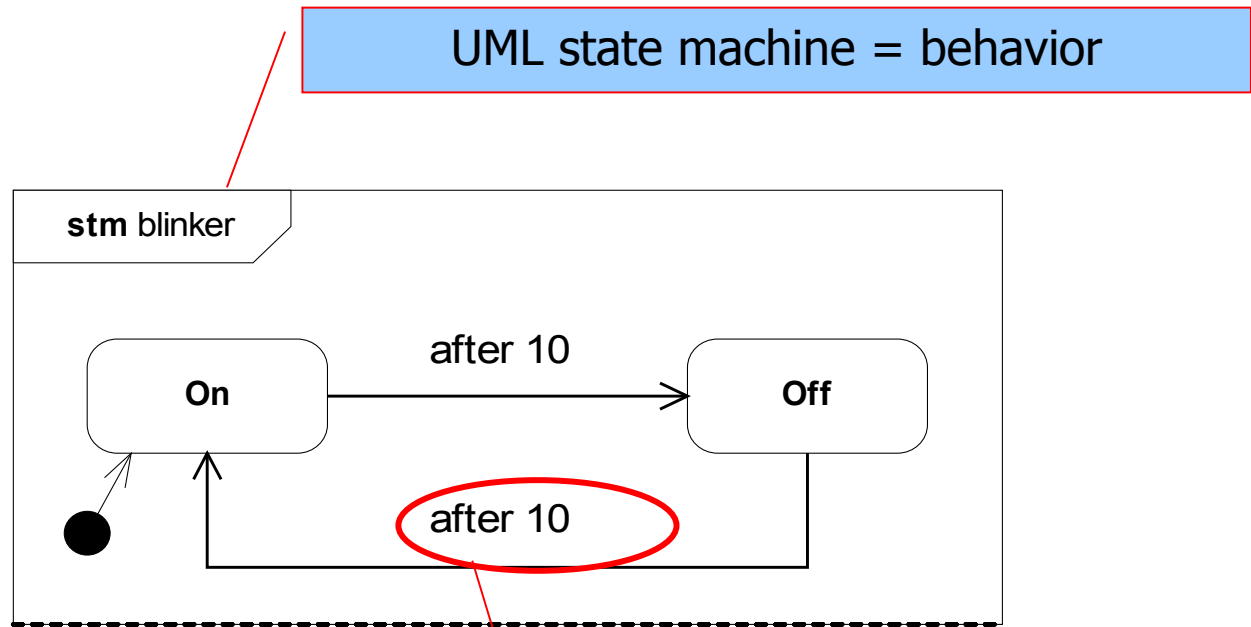 UML state machine = behavior
stm blinker
after 10
On
Off
after 10